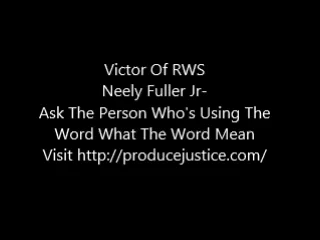 Victor Of RWS
Neely Fuller Jr-
Ask The Person Who's Using The
Word What The Word Mean
Visit http://producejustice.com/